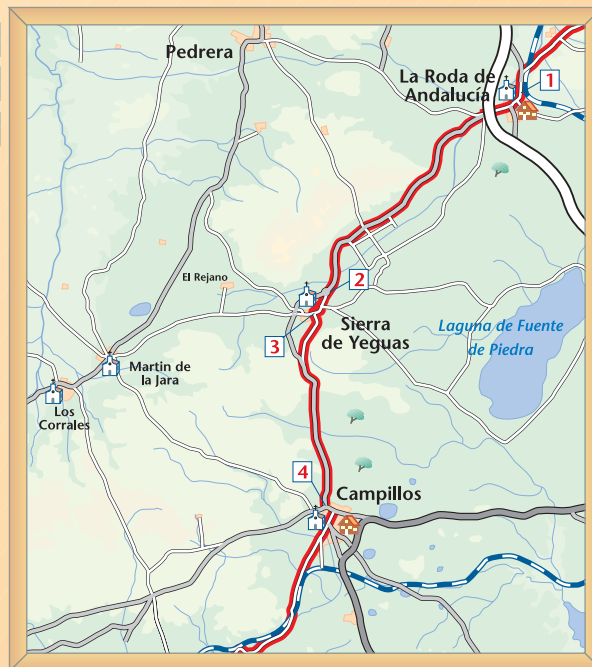 Pedrera
La Roda de
Andalucía
1
El Rejano
2
Sierra
de Yeguas
3
Laguna de Fuente
de Piedra
Martin de
la Jara
Los
Corrales
4
Campillos